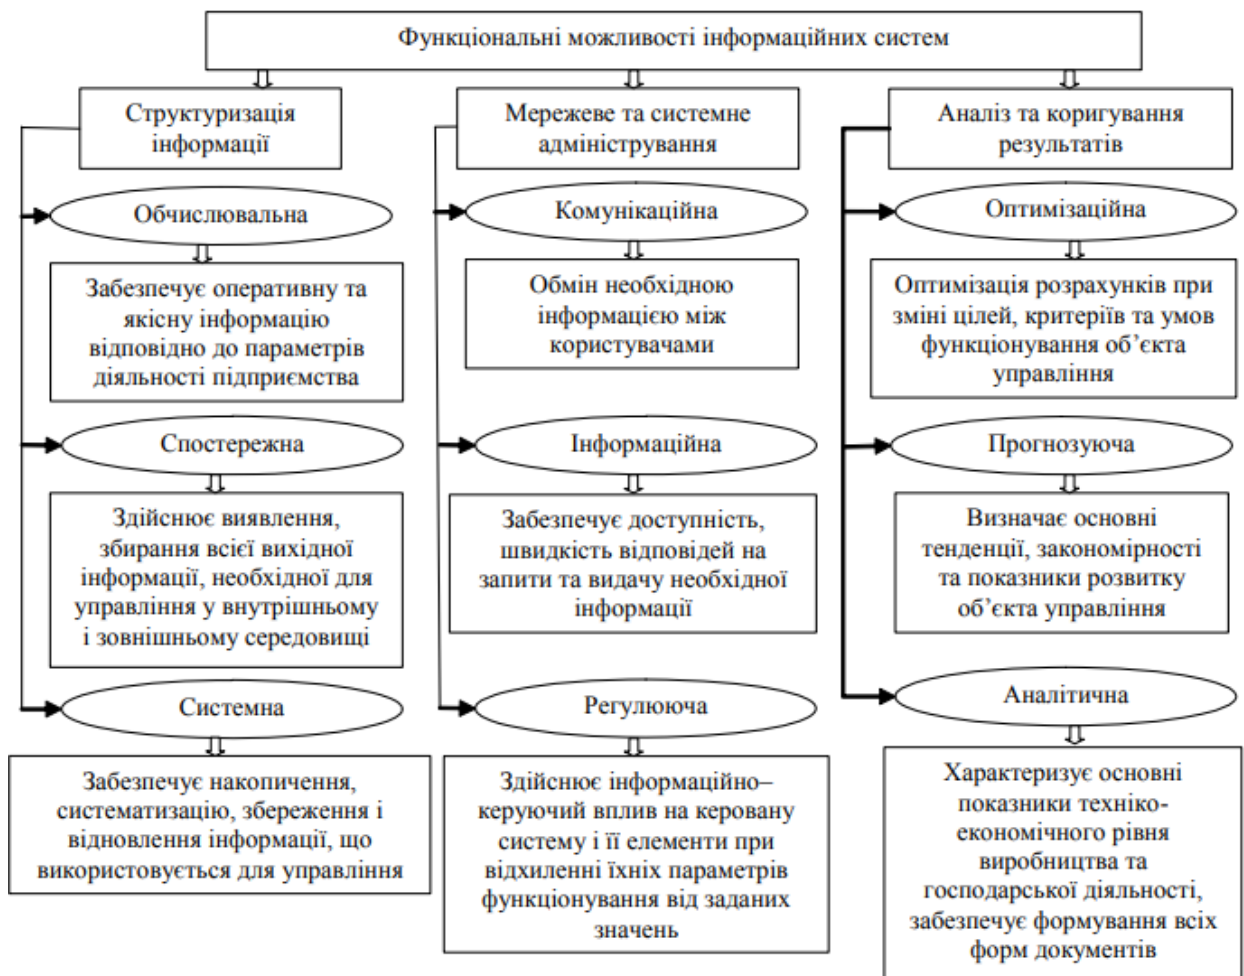 Функціональні можливості інформаційних систем
Структуризація
інформації
Обчислювальна
Забезпечує оперативну та
якісну інформацію
відповідно до параметрів
діяльності підприємства
Спостережна
Здійснює виявлення,
збирання всієї вихідної
інформації, необхідної для
управління у внутрішньому
і зовнішньому середовищі
Системна
Забезпечує накопичення,
систематизацію, збереження і
відновлення інформації, що
використовується для управління
Мережеве та системне
адміністрування
Комунікаційна
Обмін необхідною
інформацією між
користувачами
Інформаційна
Забезпечує доступність,
швидкість відповідей на
запити та видачу необхідної
інформації
Регулююча
Здійснює інформаційно–
керуючий вплив на керовану
систему і її елементи при
відхиленні їхніх параметрів
функціонування від заданих
значень
Аналіз та коригування
результатів
Оптимізаційна
Оптимізація розрахунків при
зміні цілей, критеріїв та умов
функціонування об’єкта
управління
Прогнозуюча
Визначає основні
тенденції, закономірності
та показники розвитку
об’єкта управління
Аналітична
Характеризує основні
показники техніко-
економічного рівня
виробництва та
господарської діяльності,
забезпечує формування всіх
форм документів